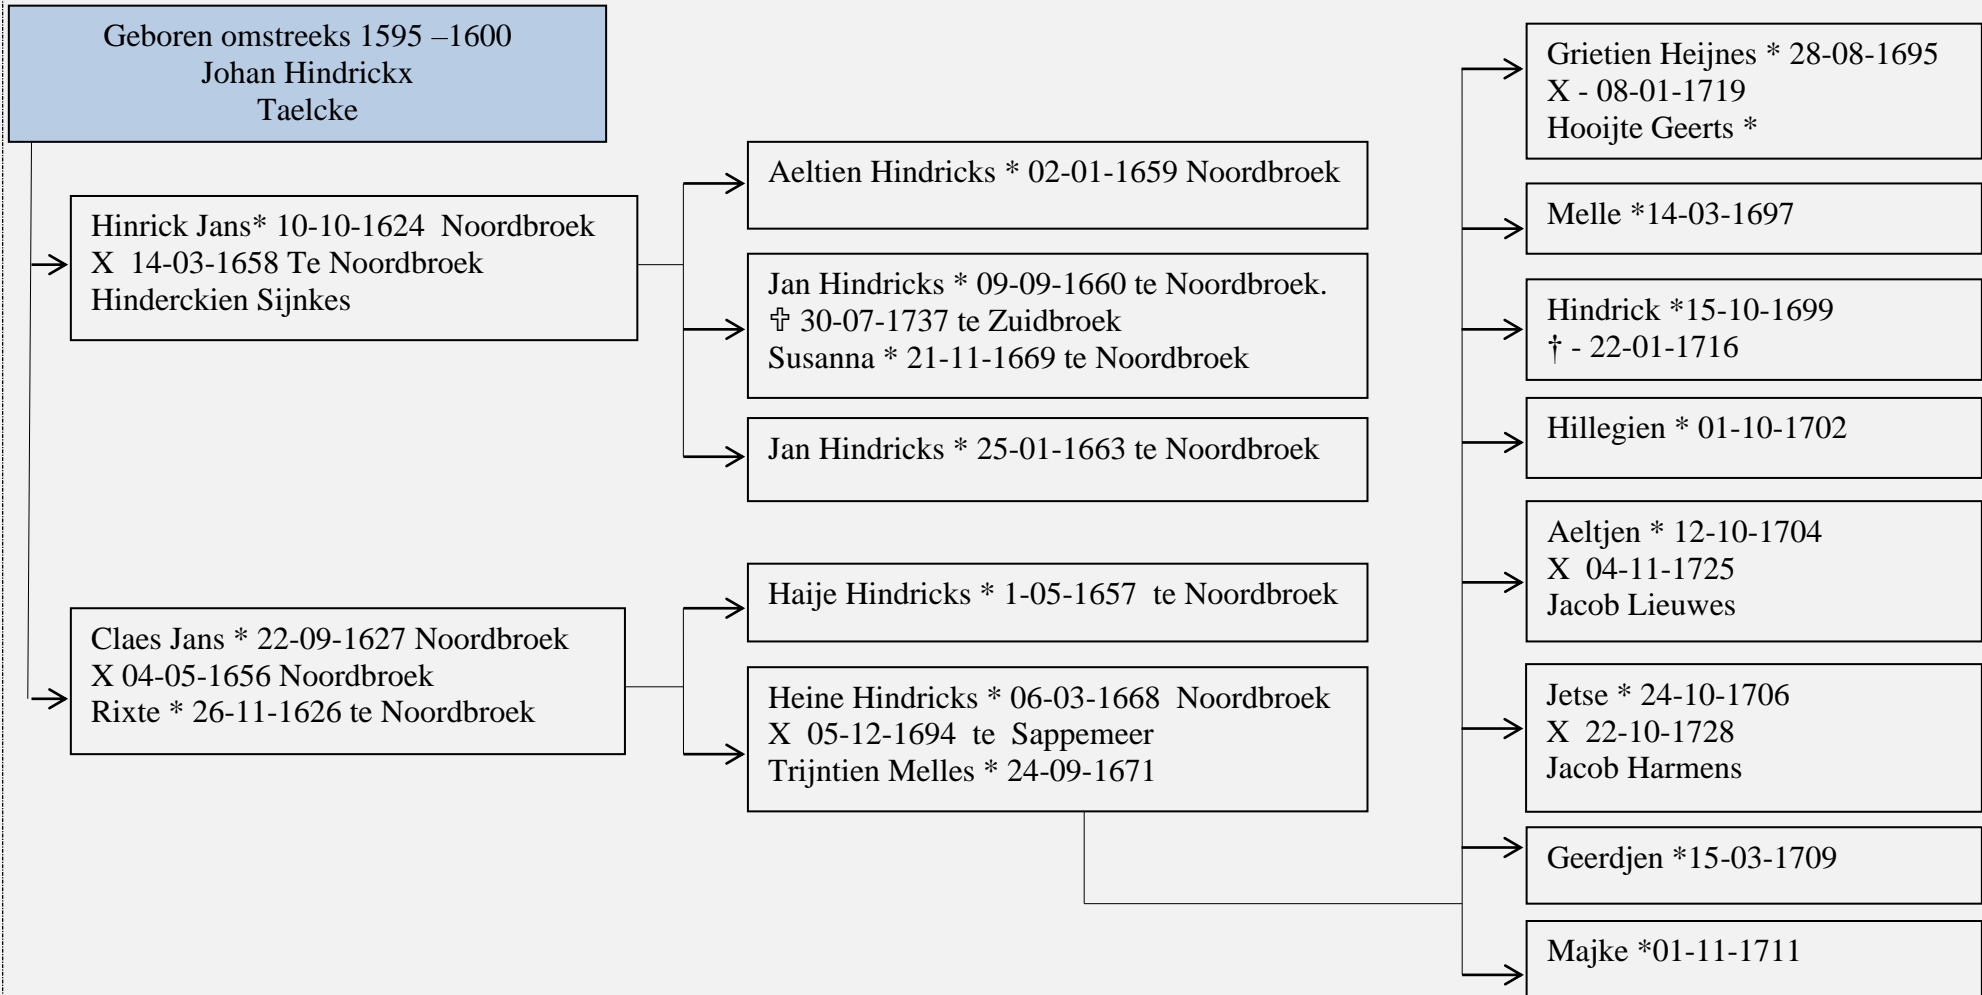 Geboren omstreeks 1595 –1600
Johan Hindrickx
Taelcke
Hinrick Jans* 10-10-1624 Noordbroek
X 14-03-1658 Te Noordbroek
Hinderckien Sijnkes
Claes Jans * 22-09-1627 Noordbroek
X 04-05-1656 Noordbroek
Rixte * 26-11-1626 te Noordbroek
Aeltien Hindricks * 02-01-1659 Noordbroek
Jan Hindricks * 09-09-1660 te Noordbroek.
✞ 30-07-1737 te Zuidbroek
Susanna * 21-11-1669 te Noordbroek
Jan Hindricks * 25-01-1663 te Noordbroek
Haije Hindricks * 1-05-1657 te Noordbroek
Heine Hindricks * 06-03-1668 Noordbroek
X 05-12-1694 te Sappemeer
Trijntien Melles * 24-09-1671
Grietien Heijnes * 28-08-1695
X - 08-01-1719
Hooijte Geerts *
Melle *14-03-1697
Hindrick *15-10-1699
† - 22-01-1716
Hillegien * 01-10-1702
Aeltjen * 12-10-1704
X 04-11-1725
Jacob Lieuwes
Jetse * 24-10-1706
X 22-10-1728
Jacob Harmens
Geerdjen *15-03-1709
Majke *01-11-1711